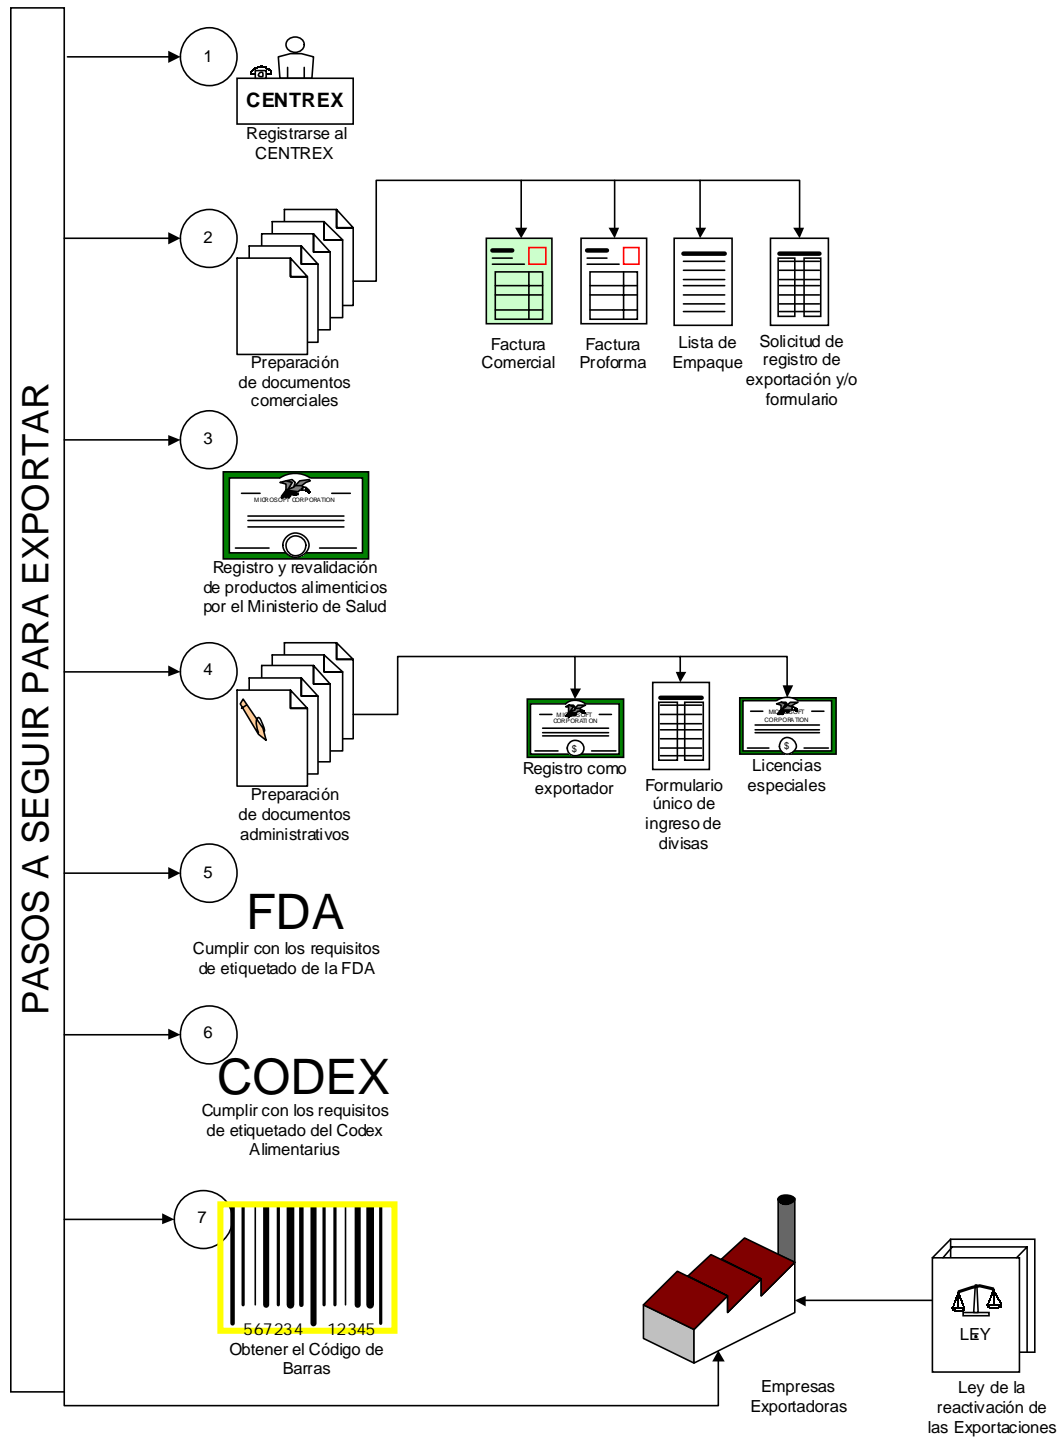 PASOS A SEGUIR PARA EXPORTAR
1
CENTREX
Registrarse al
CENTREX
2
Preparación
de documentos
comerciales
Factura
Comercial
Factura
Proforma
Lista de
Empaque
Solicitud de
registro de
exportación y/o
formulario
3
MICROSOFT CORPORATION
Registro y revalidación
de productos alimenticios
por el Ministerio de Salud
4
Preparación
de documentos
administrativos
MICROSOFT
CORPORATION
$
Registro como
exportador
Formulario
único de
ingreso de
divisas
MICROSOFT
CORPORATION
$
Licencias
especiales
5
FDA
Cumplir con los requisitos
de etiquetado de la FDA
6
CODEX
Cumplir con los requisitos
de etiquetado del Codex
Alimentarius
7
567234 12345
Obtener el Código de
Barras
Empresas
Exportadoras
LEY
Ley de la
reactivación de
las Exportaciones